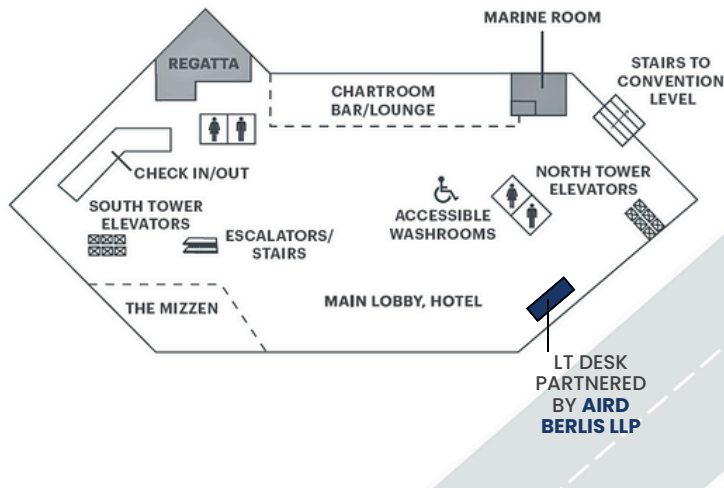 MARINE ROOM
REGATTA
STAIRS TO
CONVENTION
LEVEL
CHARTROOM
BAR/LOUNGE
CHECK IN/OUT
NORTH TOWER
ELEVATORS
SOUTH TOWER
ELEVATORS
ACCESSIBLE
WASHROOMS
ESCALATORS/
STAIRS
THE MIZZEN
MAIN LOBBY, HOTEL
LT DESK
PARTNERED
BY AIRD
BERLIS LLP